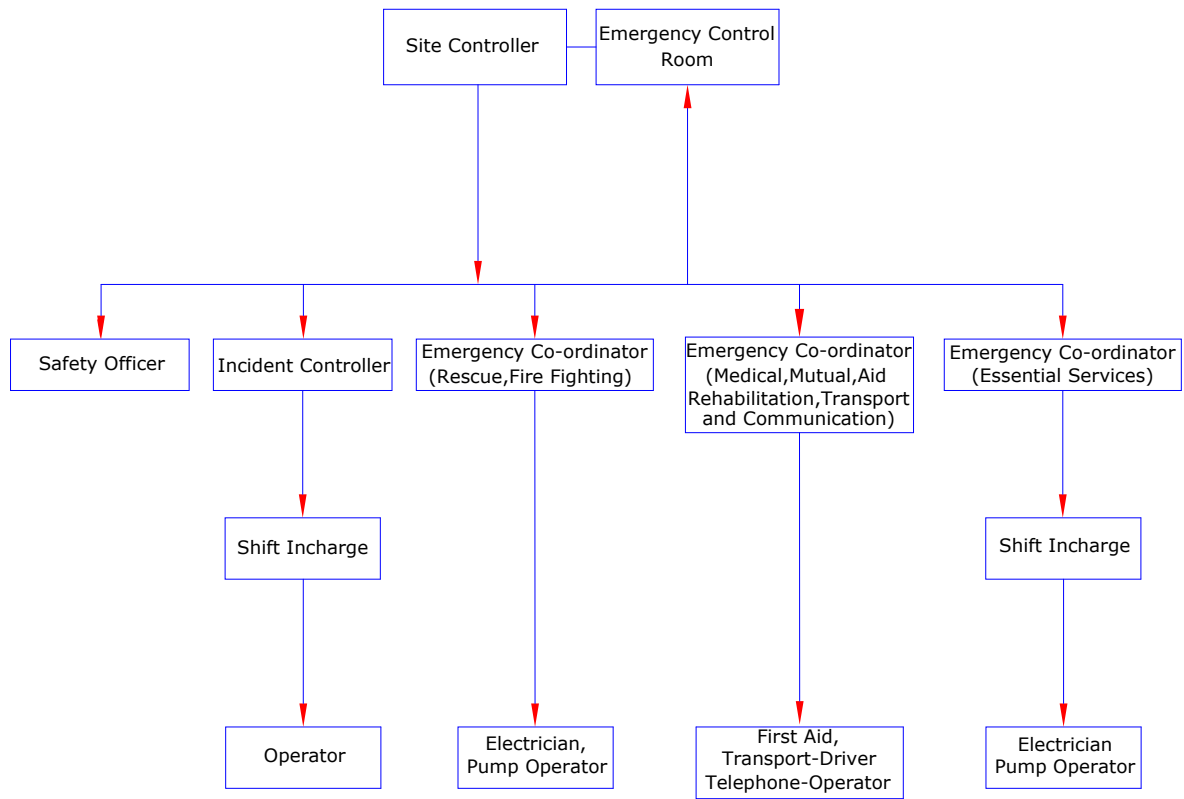 Site Controller
Emergency Control
Room
Safety Officer
Incident Controller
Emergency Co-ordinator
(Rescue,Fire Fighting)
Emergency Co-ordinator
(Medical,Mutual,Aid
Rehabilitation,Transport
and Communication)
Emergency Co-ordinator
(Essential Services)
Shift Incharge
Shift Incharge
Operator
Electrician,
Pump Operator
First Aid,
Transport-Driver
Telephone-Operator
Electrician
Pump Operator